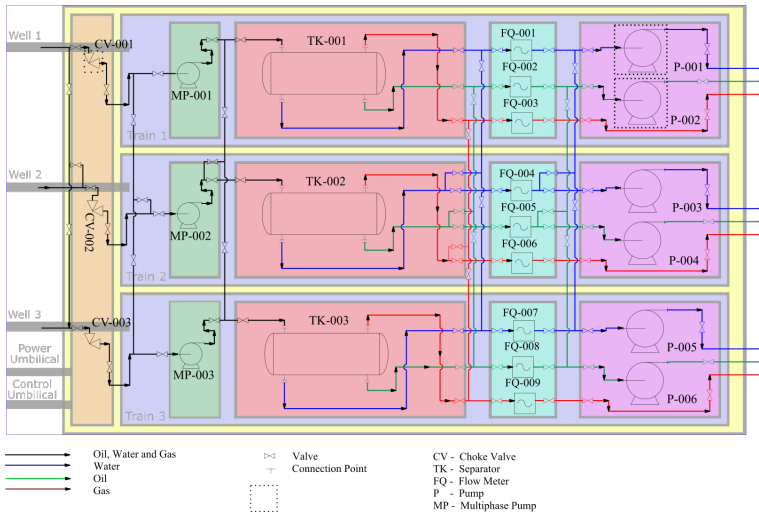 Well 1
CV-001
MP-001
TK-001
FQ-001
FQ-002
FQ-003
P-001
P-002
Train 1
Well 2
CV-002
MP-002
TK-002
FQ-004
FQ-005
FQ-006
P-003
P-004
Train 2
Well 3
CV-003
MP-003
TK-003
FQ-007
FQ-008
FQ-009
P-005
P-006
Power
Umbilical
Control
Umbilical
Train 3
Oil, Water and Gas
Water
Oil
Gas
Valve
Connection Point
CV - Choke Valve
TK - Separator
FQ - Flow Meter
P - Pump
MP - Multiphase Pump